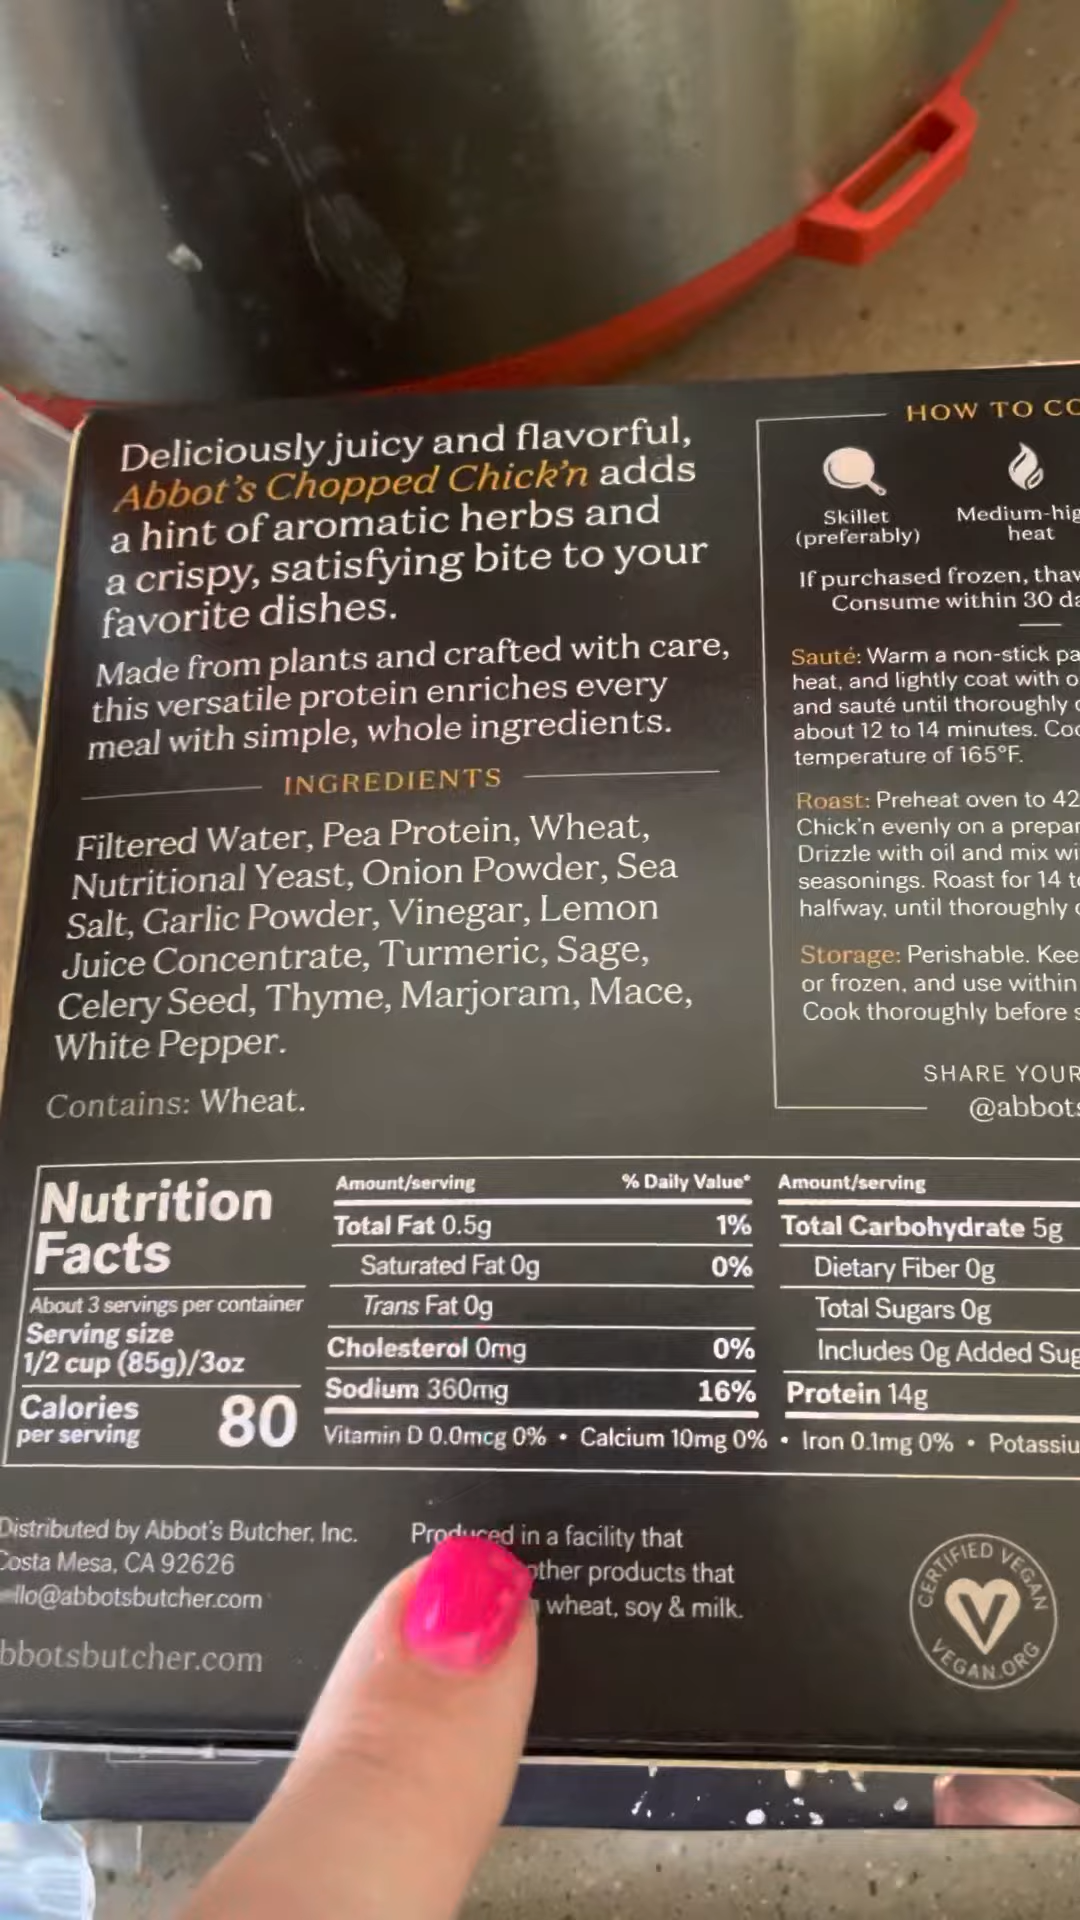 Deliciously juicy and flavorful,
Abbot's Chopped Chick'n adds
a hint of aromatic herbs and
a crispy, satisfying bite to your
favorite dishes.
Made from plants and crafted with care,
this versatile protein enriches every
meal with simple, whole ingredients.
INGREDIENTS
Filtered Water, Pea Protein, Wheat,
Nutritional Yeast, Onion Powder, Sea
Salt, Garlic Powder, Vinegar, Lemon
Juice Concentrate, Turmeric, Sage,
Celery Seed, Thyme, Marjoram, Mace,
White Pepper.
Contains: Wheat.
HOW TO
Skillet
(preferably)
heat
If purchased frozen,
Consume within 30
Sauté: Warm a non-stick
heat, and lightly coat with
and sauté until thoroughly
about 12 to 14 minutes.
temperature of 165°F.
Roast: Preheat oven to
Chick'n evenly on a
Drizzle with oil and mix
seasonings. Roast for 14
halfway, until thoroughly
Storage: Perishable.
or frozen, and use within
Cook thoroughly before
SHARE YOUR
Nutrition
Facts
About 3 servings per container
Serving size
1/2 cup (85g)/3oz
Calories
per serving
80
Amount/serving % Daily Value*
Total Fat 0.5g 1%
Saturated Fat 0g 0%
Trans Fat 0g
Cholesterol 0mg 0%
Sodium 360mg 16%
Amount/serving
Total Carbohydrate 5g
Dietary Fiber 0g
Total Sugars 0g
Includes 0g Added
Protein 14g
Vitamin D 0.0mcg 0% • Calcium 10mg 0% • Iron 0.1mg 0% •
Distributed by Abbot's Butcher, Inc.
Costa Mesa, CA 92626
Produced in a facility that
other products that
wheat, soy & milk.
CERTIFIED VEGAN
VEGAN.ORG